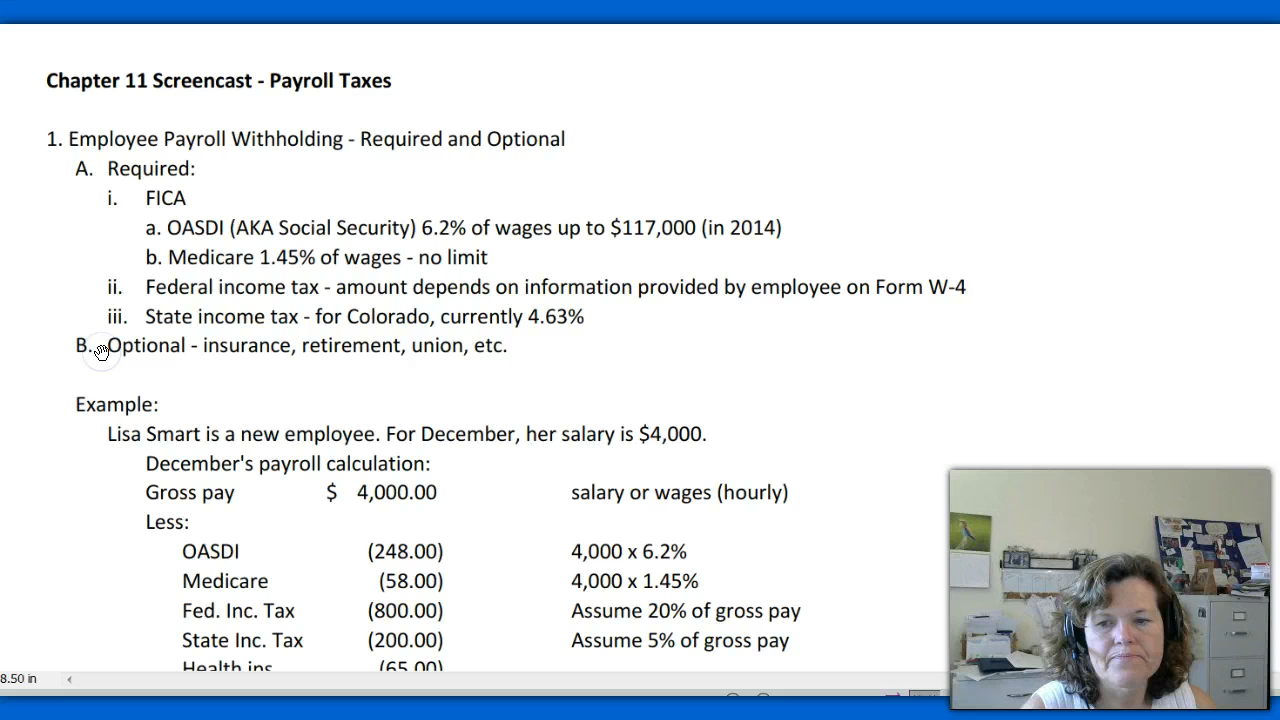 Chapter 11 Screencast - Payroll Taxes
1. Employee Payroll Withholding - Required and Optional
A. Required:
i. FICA
a. OASDI (AKA Social Security) 6.2% of wages up to $117,000 (in 2014)
b. Medicare 1.45% of wages - no limit
ii. Federal income tax - amount depends on information provided by employee on Form W-4
iii. State income tax - for Colorado, currently 4.63%
B. Optional - insurance, retirement, union, etc.
Example:
Lisa Smart is a new employee. For December, her salary is $4,000.
December's payroll calculation:
Gross pay $ 4,000.00 salary or wages (hourly)
Less:
OASDI (248.00) 4,000 x 6.2%
Medicare (58.00) 4,000 x 1.45%
Fed. Inc. Tax (800.00) Assume 20% of gross pay
State Inc. Tax (200.00) Assume 5% of gross pay
Health ins (65.00)
8.50 in